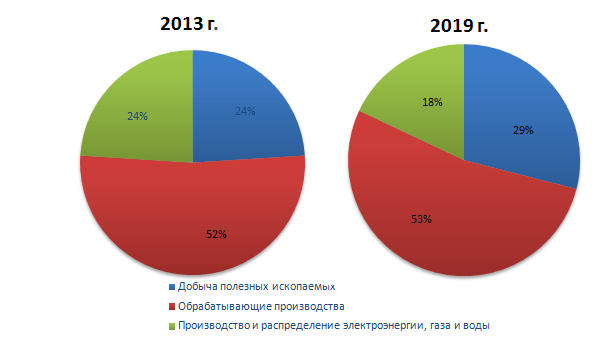 2013 г.
2019 г.
24%
24%
52%
29%
18%
53%
Добыча полезных ископаемых
Обрабатывающие производства
Производство и распределение электроэнергии, газа и воды